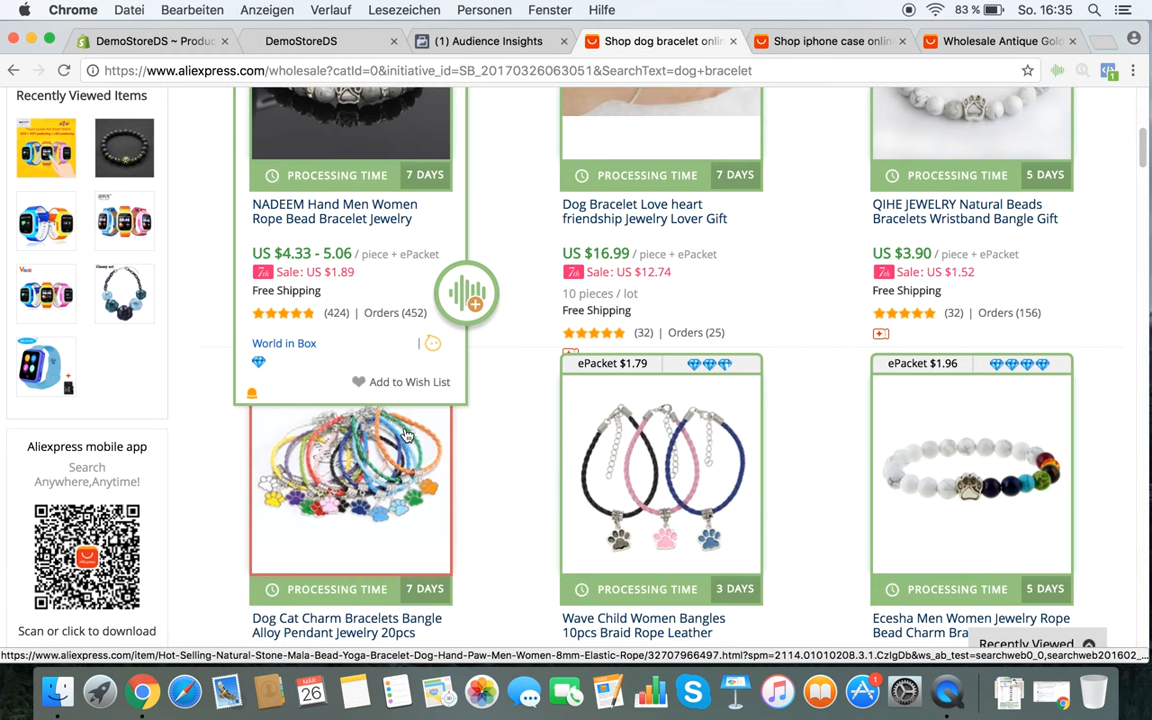 Chrome Datei Bearbeiten Anzeigen Verlauf Lesezeichen Personen Fenster Hilfe 83 % So. 16:35
DemoStoreDS ~ Produc
DemoStoreDS
(1) Audience Insights
Shop dog bracelet onlin
Shop iphone case onlin
Wholesale Antique Gold
https://www.aliexpress.com/wholesale?catId=0&initiative_id=SB_20170326063051&SearchText=dog+bracelet
1
Recently Viewed Items
PROCESSING TIME 7 DAYS
PROCESSING TIME 7 DAYS
PROCESSING TIME 5 DAYS
NADEEM Hand Men Women
Rope Bead Bracelet Jewelry
US $4.33 - 5.06 / piece + ePacket
7th Sale: US $1.89
Free Shipping
(424) | Orders (452)
World in Box |
Add to Wish List
Dog Bracelet Love heart
friendship Jewelry Lover Gift
US $16.99 / piece + ePacket
7th Sale: US $12.74
10 pieces / lot
Free Shipping
(32) | Orders (25)
QIHE JEWELRY Natural Beads
Bracelets Wristband Bangle Gift
US $3.90 / piece + ePacket
7th Sale: US $1.52
Free Shipping
(32) | Orders (156)
ePacket $1.79
ePacket $1.96
PROCESSING TIME 7 DAYS
PROCESSING TIME 3 DAYS
PROCESSING TIME 5 DAYS
Dog Cat Charm Bracelets Bangle
Alloy Pendant Jewelry 20pcs
Wave Child Women Bangles
10pcs Braid Rope Leather
Ecesha Men Women Jewelry Rope
Bead Charm Bra
Recently Viewed
Aliexpress mobile app
Search
Anywhere,Anytime!
Scan or click to download
https://www.aliexpress.com/item/Hot-Selling-Natural-Stone-Mala-Bead-Yoga-Bracelet-Dog-Hand-Paw-Men-Women-8mm-Elastic-Rope/32707966497.html?spm=2114.01010208.3.1.CzIgDb&ws_ab_test=searchweb0_0,searchweb201602_...
MAR
26
1